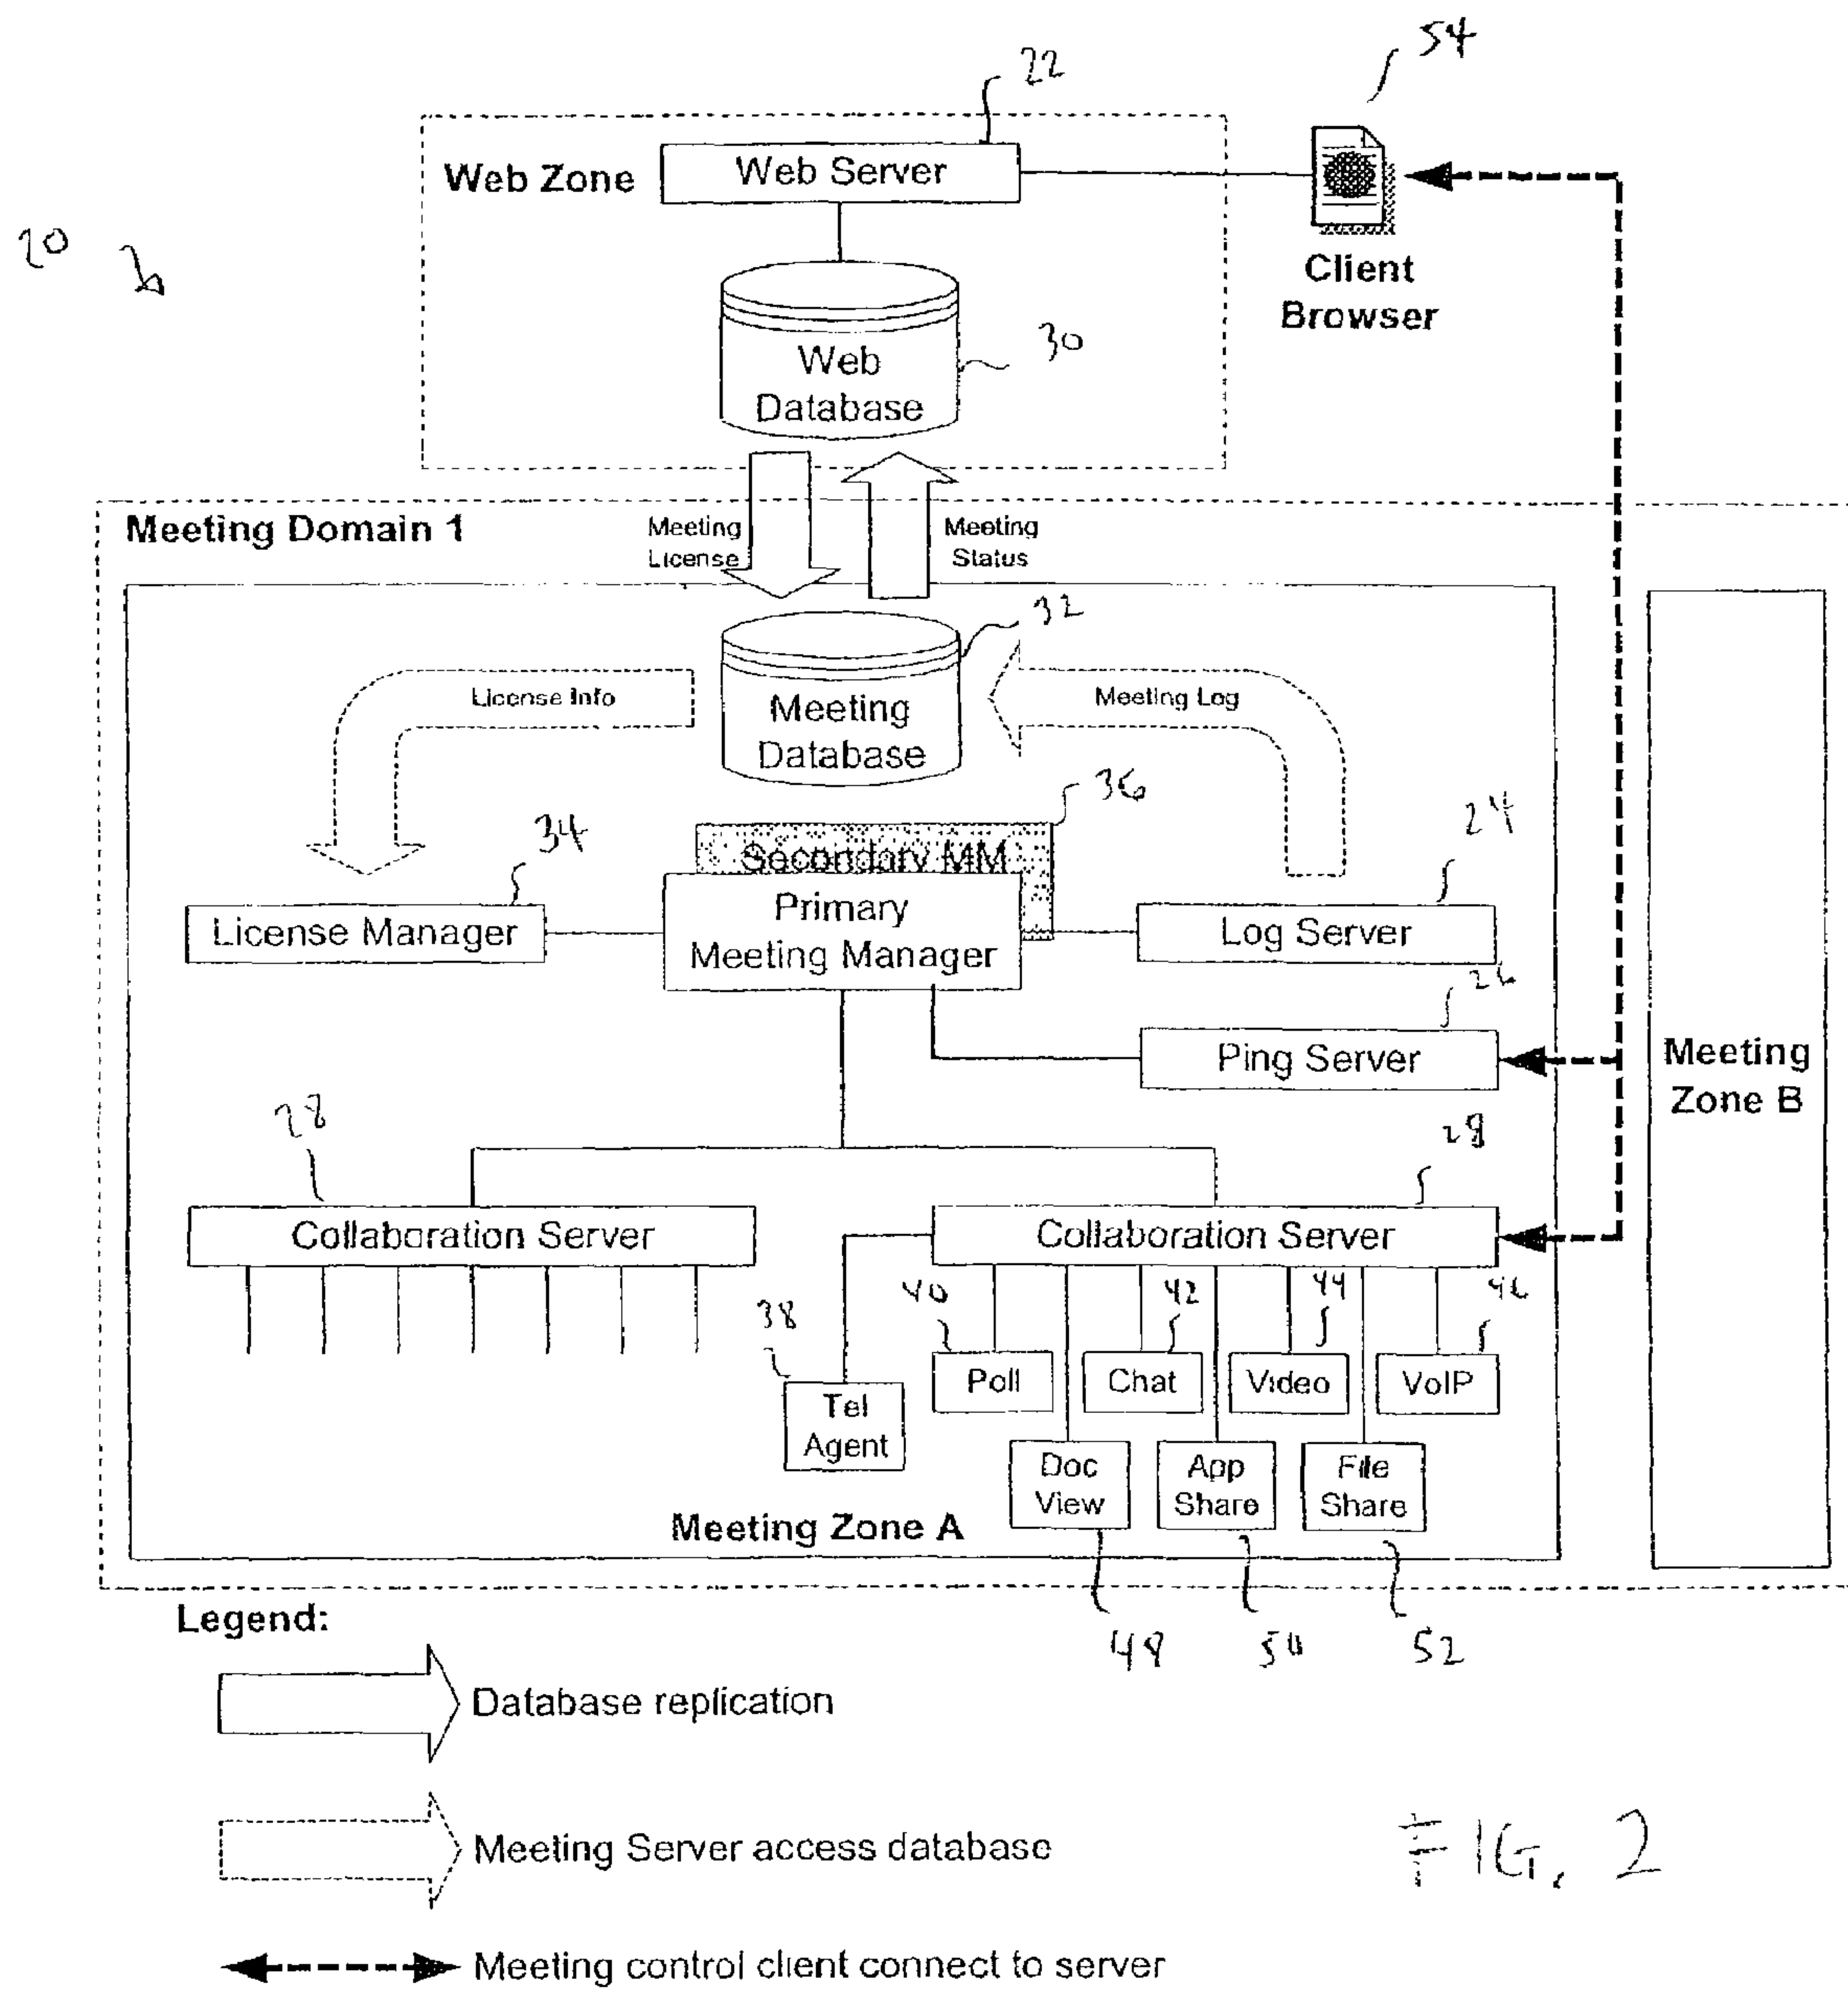 54
22
Web Zone
Web Server
20
Client
Browser
30
Web
Database
Meeting Domain 1
Meeting
License
Meeting
Status
32
License Info
Meeting
Database
Meeting Log
36
34
24
Secondary MM
Primary
Meeting Manager
License Manager
Log Server
26
Ping Server
Meeting
Zone B
28
28
Collaboration Server
Collaboration Server
38
40
42
44
46
Poll
Chat
Video
VoIP
Tel
Agent
Doc
View
App
Share
File
Share
Meeting Zone A
48
50
52
Legend:
Database replication
Meeting Server access database
FIG. 2
Meeting control client connect to server